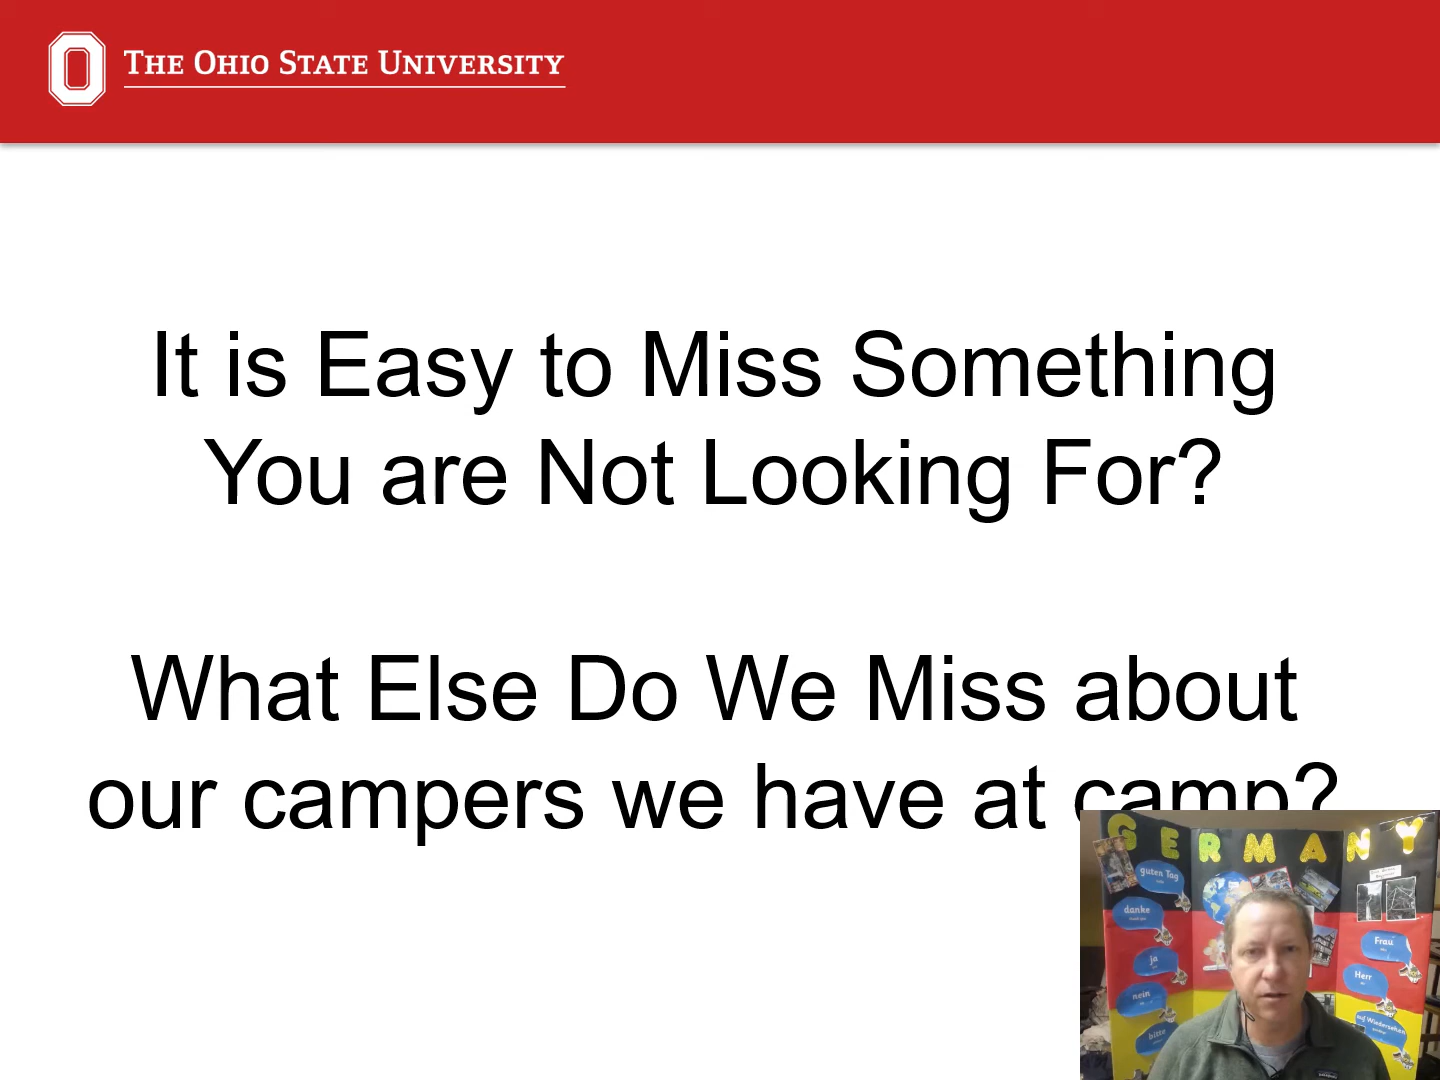 THE OHIO STATE UNIVERSITY
It is Easy to Miss Something
You are Not Looking For?
What Else Do We Miss about
our campers we have at camp?
GERMANY
guten Tag
danke
ja
nein
bitte
Frau
Herr
auf Wiedersehen